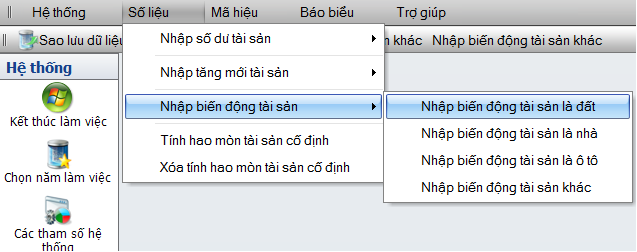 Hệ thống Số liệu Mã hiệu Báo biểu Trợ giúp
Sao lưu dữ liệu khác Nhập biến động tài sản khác
Hệ thống
Kết thúc làm việc
Chọn năm làm việc
Các tham số hệ
thống
Nhập số dư tài sản
Nhập tăng mới tài sản
Nhập biến động tài sản
Tính hao mòn tài sản cố định
Xóa tính hao mòn tài sản cố định
Nhập biến động tài sản là đất
Nhập biến động tài sản là nhà
Nhập biến động tài sản là ô tô
Nhập biến động tài sản khác